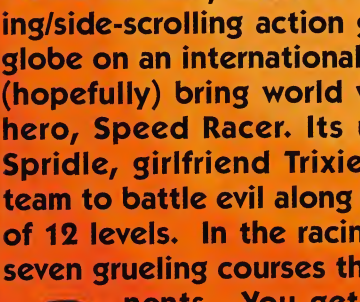 ing/side-scrolling action
globe on an international
(hopefully) bring world
hero, Speed Racer. Its
Spridle, girlfriend Trixie
team to battle evil along
of 12 levels. In the racin
seven grueling courses th
You get